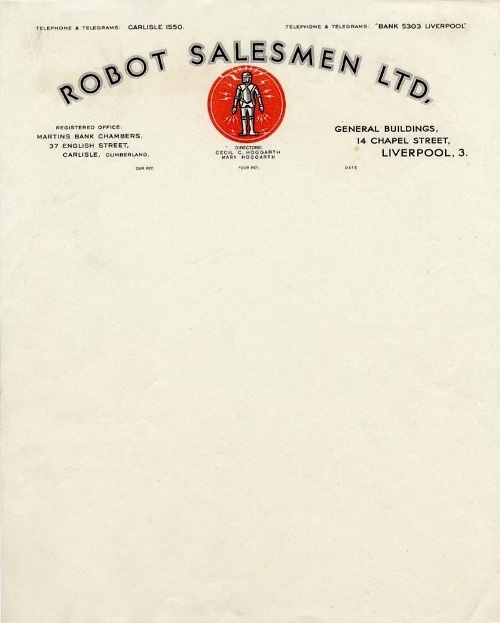 TELEPHONE & TELEGRAMS: CARLISLE 1550.
TELEPHONE & TELEGRAMS: "BANK 5303 LIVERPOOL"
ROBOT SALESMEN LTD,
REGISTERED OFFICE:
MARTINS BANK CHAMBERS,
37 ENGLISH STREET,
CARLISLE, CUMBERLAND.
DIRECTORS:
CECIL C. HOGGARTH
MARY HOGGARTH
GENERAL BUILDINGS,
14 CHAPEL STREET,
LIVERPOOL, 3.
OUR REF.
YOUR REF.
DATE